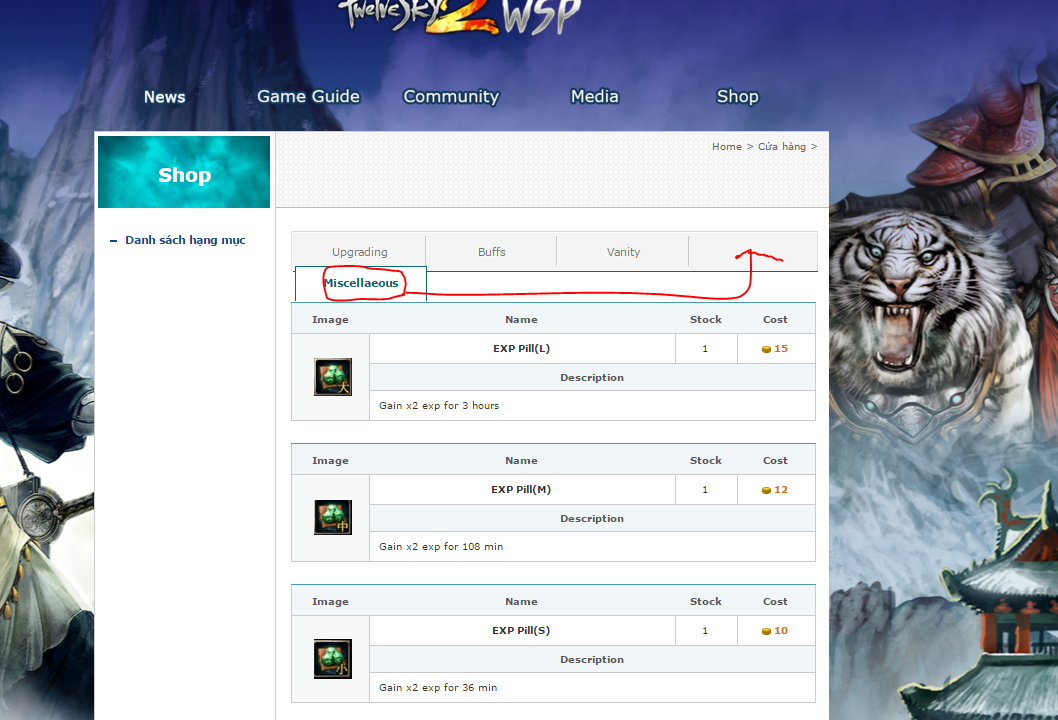 TwelveSky2 WSP
News Game Guide Community Media Shop
Home > Cửa hàng >
Shop
Danh sách hạng mục
Upgrading Buffs Vanity
Miscellaeous
Image Name Stock Cost
EXP Pill(L) 1 15
大
Description
Gain x2 exp for 3 hours
Image Name Stock Cost
EXP Pill(M) 1 12
中
Description
Gain x2 exp for 108 min
Image Name Stock Cost
EXP Pill(S) 1 10
小
Description
Gain x2 exp for 36 min